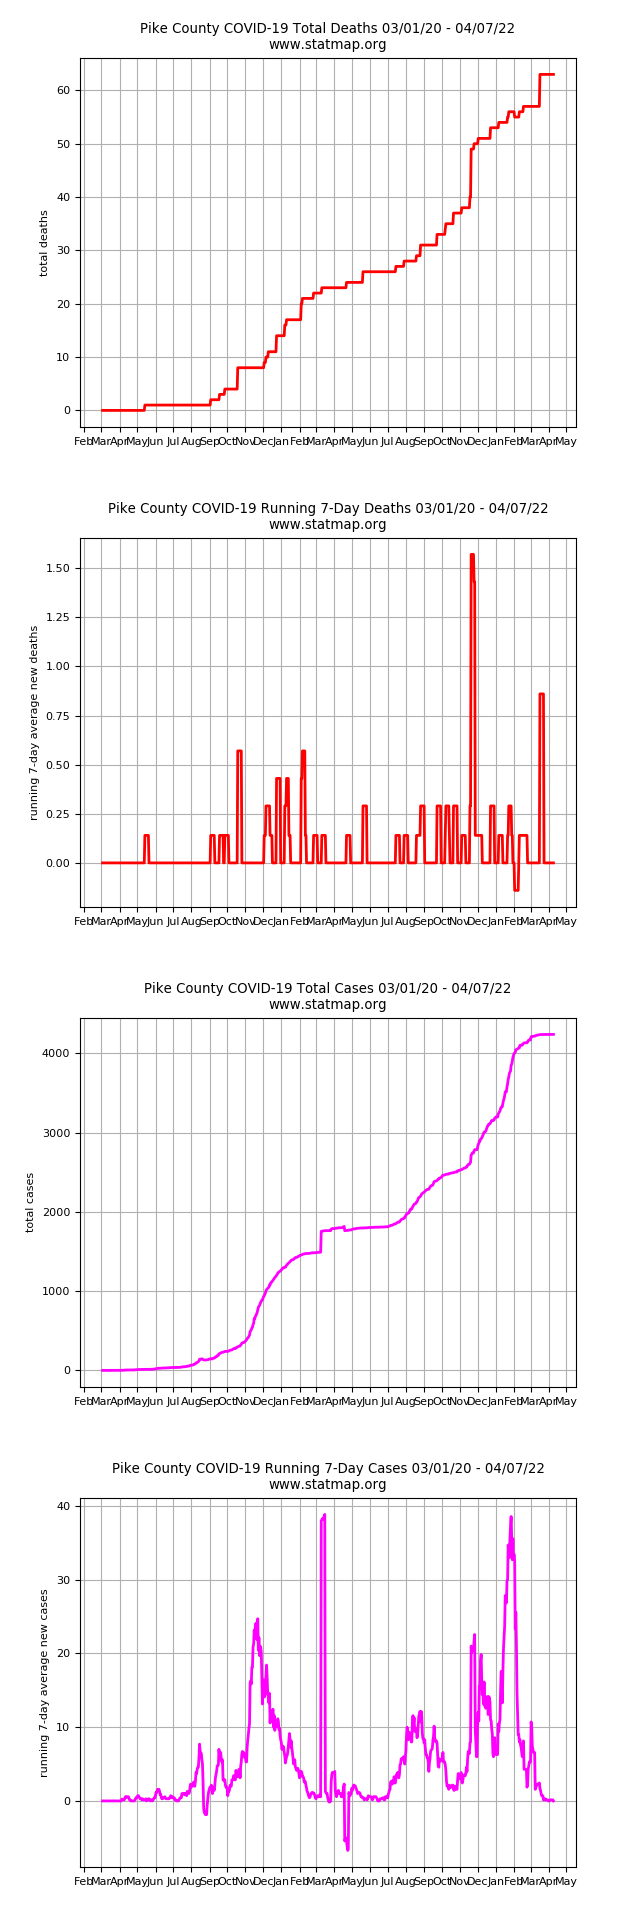 Pike County COVID-19 Total Deaths 03/01/20 - 04/07/22
www.statmap.org
60
50
40
30
20
10
0
total deaths
Feb Mar Apr May Jun Jul Aug Sep Oct Nov Dec Jan Feb Mar Apr May Jun Jul Aug Sep Oct Nov Dec Jan Feb Mar Apr May
Pike County COVID-19 Running 7-Day Deaths 03/01/20 - 04/07/22
www.statmap.org
1.50
1.25
1.00
0.75
0.50
0.25
0.00
running 7-day average new deaths
Feb Mar Apr May Jun Jul Aug Sep Oct Nov Dec Jan Feb Mar Apr May Jun Jul Aug Sep Oct Nov Dec Jan Feb Mar Apr May
Pike County COVID-19 Total Cases 03/01/20 - 04/07/22
www.statmap.org
4000
3000
2000
1000
0
total cases
Feb Mar Apr May Jun Jul Aug Sep Oct Nov Dec Jan Feb Mar Apr May Jun Jul Aug Sep Oct Nov Dec Jan Feb Mar Apr May
Pike County COVID-19 Running 7-Day Cases 03/01/20 - 04/07/22
www.statmap.org
40
30
20
10
0
running 7-day average new cases
Feb Mar Apr May Jun Jul Aug Sep Oct Nov Dec Jan Feb Mar Apr May Jun Jul Aug Sep Oct Nov Dec Jan Feb Mar Apr May